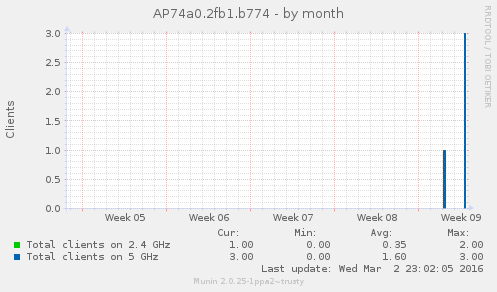 AP74a0.2fb1.b774 - by month
RRDTOOL / TOBI OETIKER
Clients
3.0
2.5
2.0
1.5
1.0
0.5
0.0
Week 05 Week 06 Week 07 Week 08 Week 09
Cur: Min: Avg: Max:
Total clients on 2.4 GHz 1.00 0.00 0.35 2.00
Total clients on 5 GHz 3.00 0.00 1.60 3.00
Last update: Wed Mar 2 23:02:05 2016
Munin 2.0.25-1ppa2~trusty